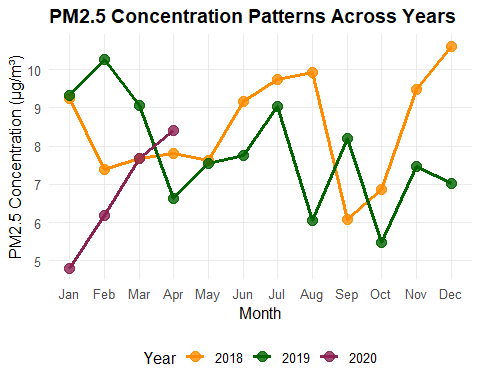 PM2.5 Concentration Patterns Across Years
PM2.5 Concentration (µg/m³)
10
9
8
7
6
5
Jan Feb Mar Apr May Jun Jul Aug Sep Oct Nov Dec
Month
Year 2018 2019 2020